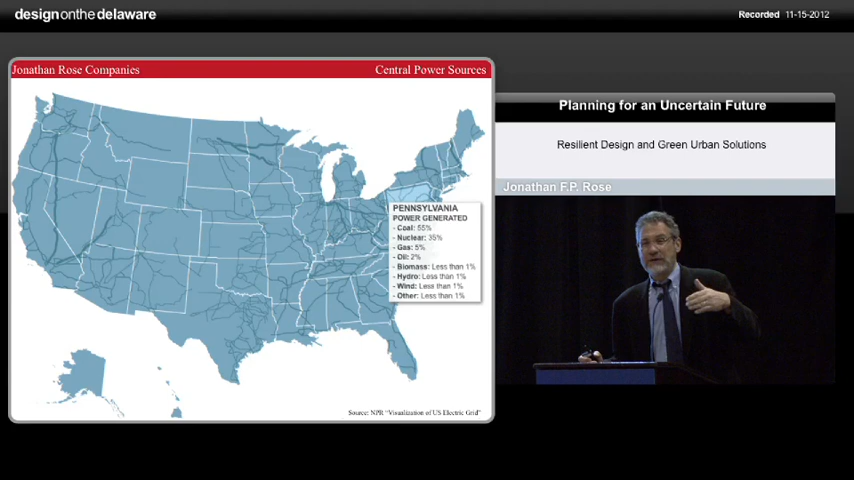 designonthedelaware
Recorded 11-15-2012
Jonathan Rose Companies
Central Power Sources
PENNSYLVANIA
POWER GENERATED
- Coal: 55%
- Nuclear: 35%
- Gas: 5%
- Oil: 2%
- Biomass: Less than 1%
- Hydro: Less than 1%
- Wind: Less than 1%
- Other: Less than 1%
Source: NPR "Visualization of US Electric Grid"
Planning for an Uncertain Future
Resilient Design and Green Urban Solutions
Jonathan F.P. Rose